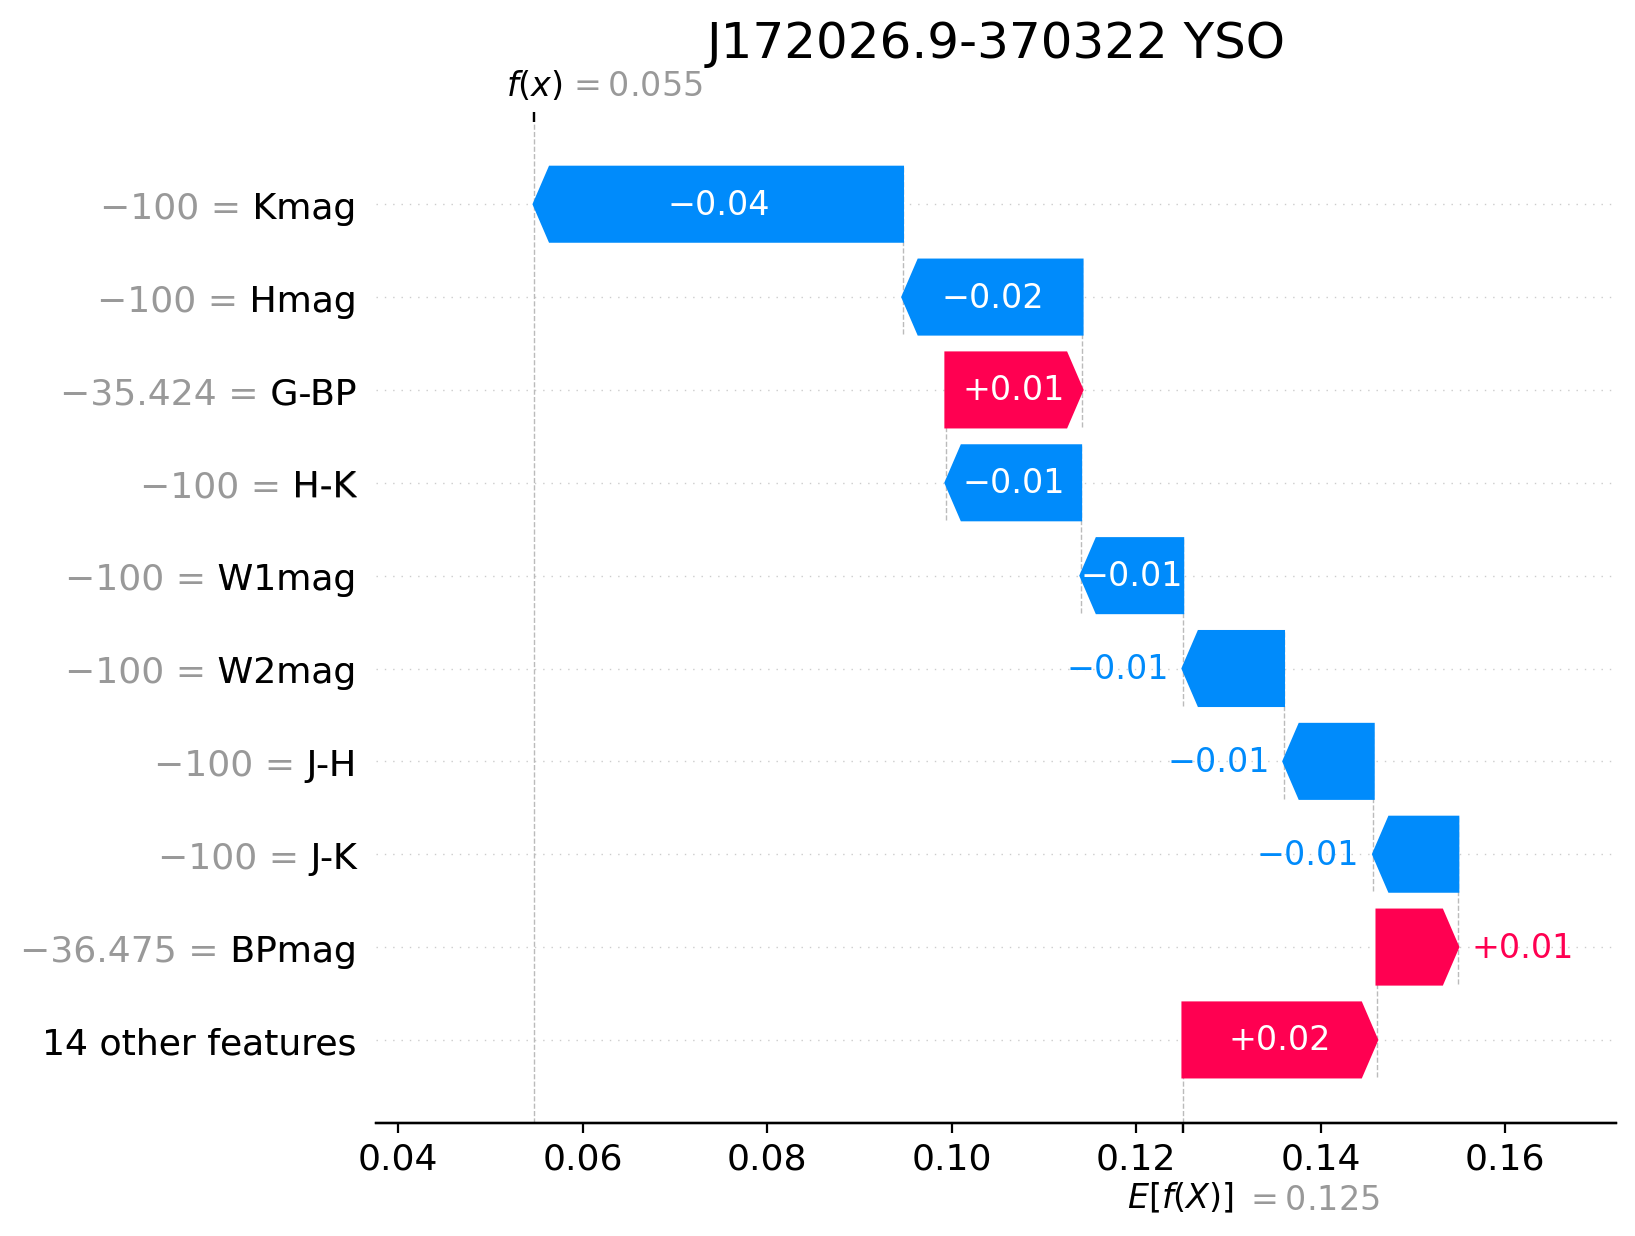 J172026.9-370322 YSO
f(x) = 0.055
−100 = Kmag
−0.04
−100 = Hmag
−0.02
−35.424 = G-BP
+0.01
−100 = H-K
−0.01
−100 = W1mag
−0.01
−100 = W2mag
−0.01
−100 = J-H
−0.01
−100 = J-K
−0.01
−36.475 = BPmag
+0.01
14 other features
+0.02
0.04 0.06 0.08 0.10 0.12 0.14 0.16
E[f(X)] = 0.125